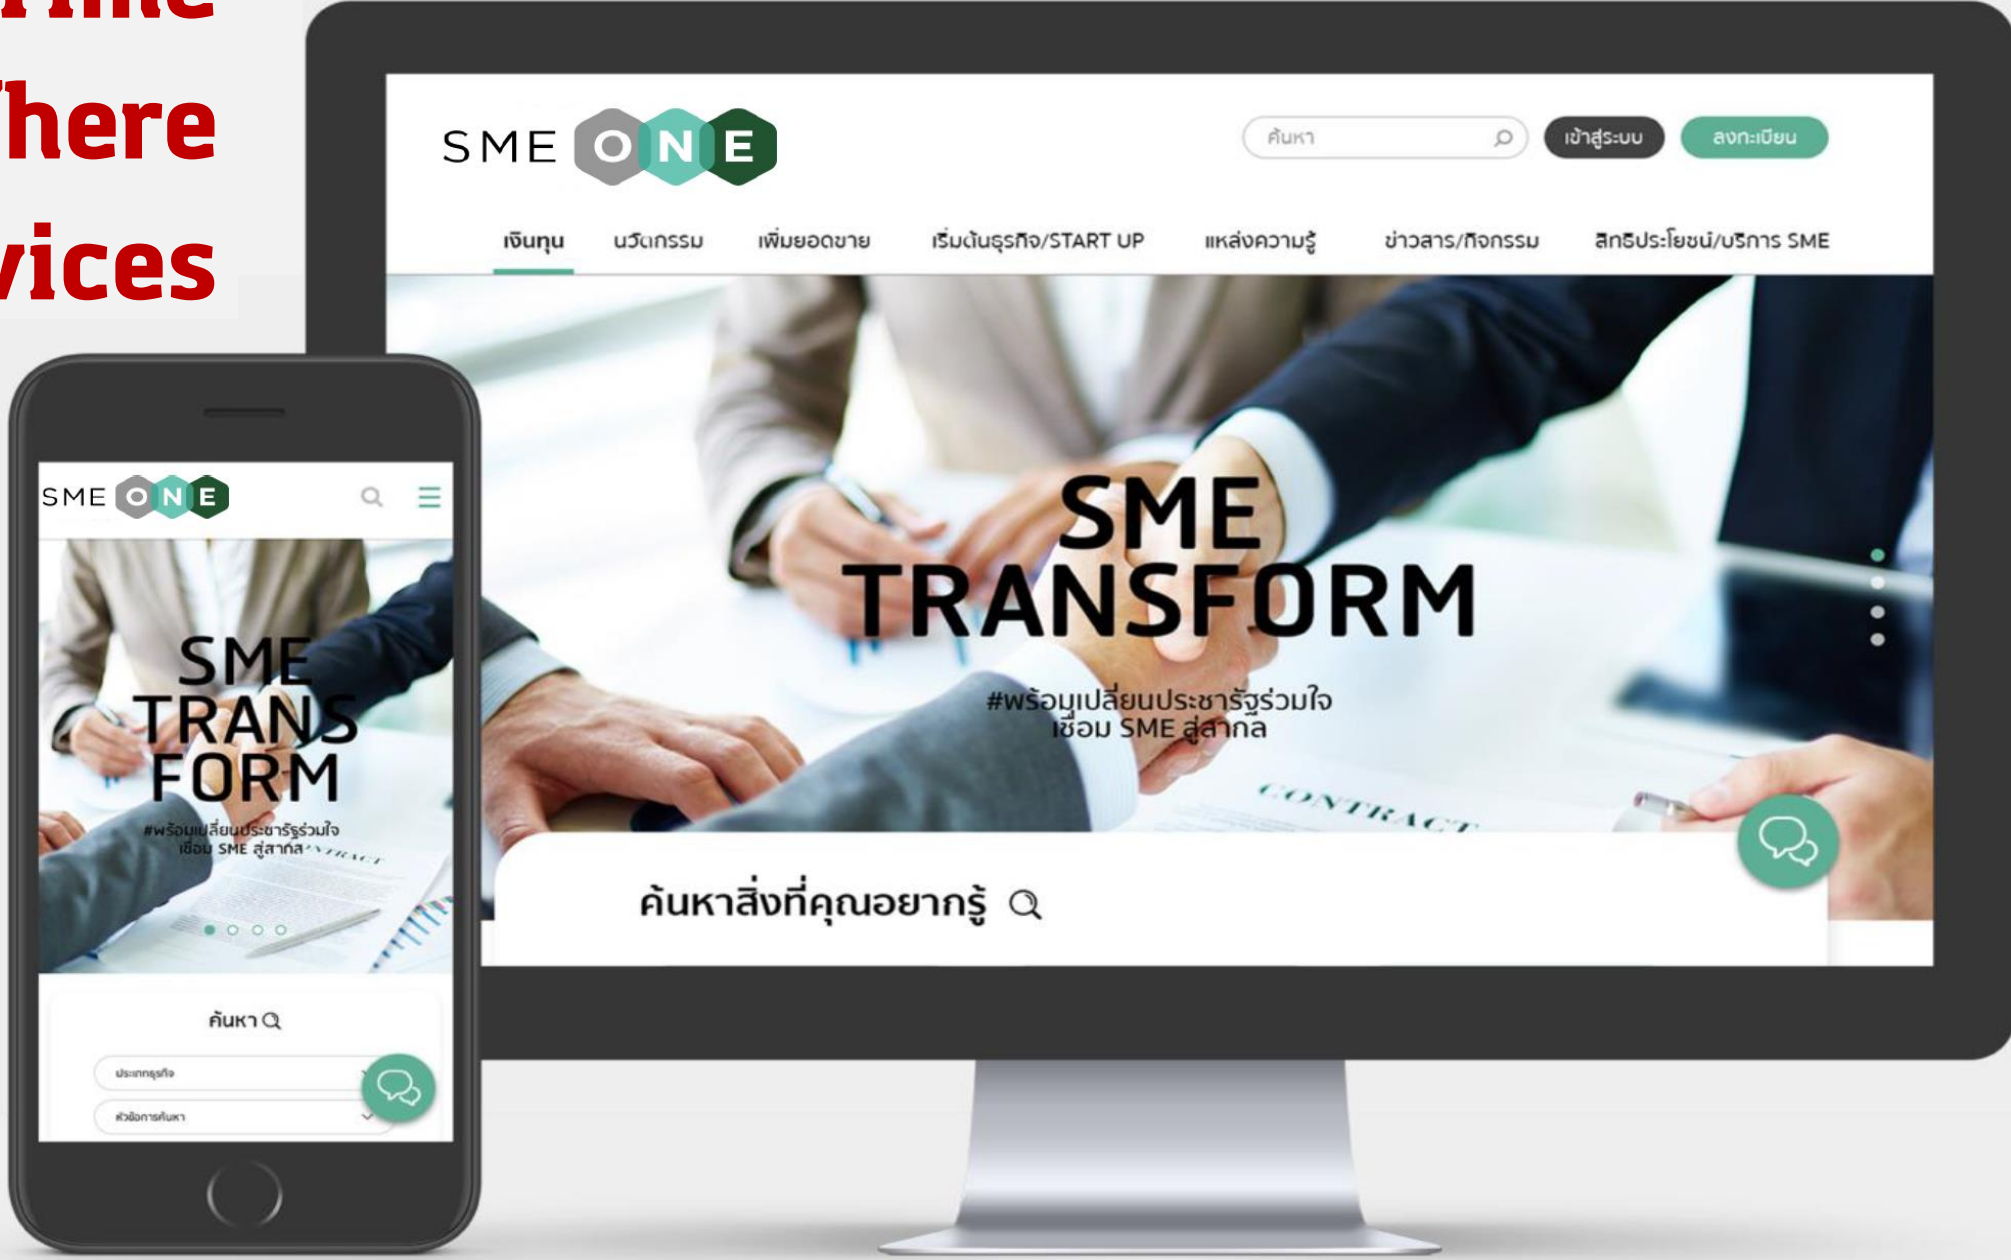 SME ONE
ค้นหา
เข้าสู่ระบบ
ลงทะเบียน
เงินทุน
นวัตกรรม
เพิ่มยอดขาย
เริ่มต้นธุรกิจ/START UP
แหล่งความรู้
ข่าวสาร/กิจกรรม
สิทธิประโยชน์/บริการ SME
SME
TRANSFORM
#พร้อมเปลี่ยนประชารัฐร่วมใจ
เชื่อม SME สู่สากล
CONTRACT
ค้นหาสิ่งที่คุณอยากรู้
SME ONE
SME
TRANS
FORM
#พร้อมเปลี่ยนประชารัฐร่วมใจ
เชื่อม SME สู่สากล
ค้นหา
ประเภทธุรกิจ
หัวข้อการค้นหา